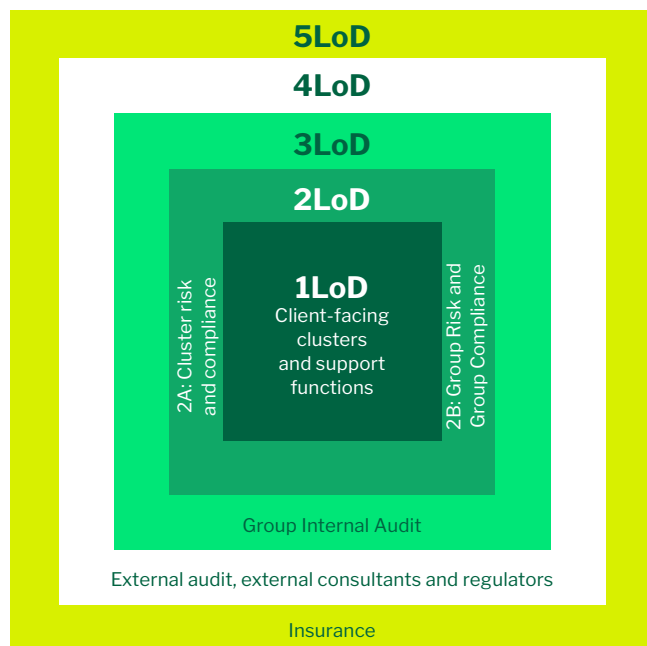 5LoD
4LoD
3LoD
2LoD
1LoD
Client-facing
clusters
and support
functions
2A: Cluster risk
and compliance
2B: Group Risk and
Group Compliance
Group Internal Audit
External audit, external consultants and regulators
Insurance